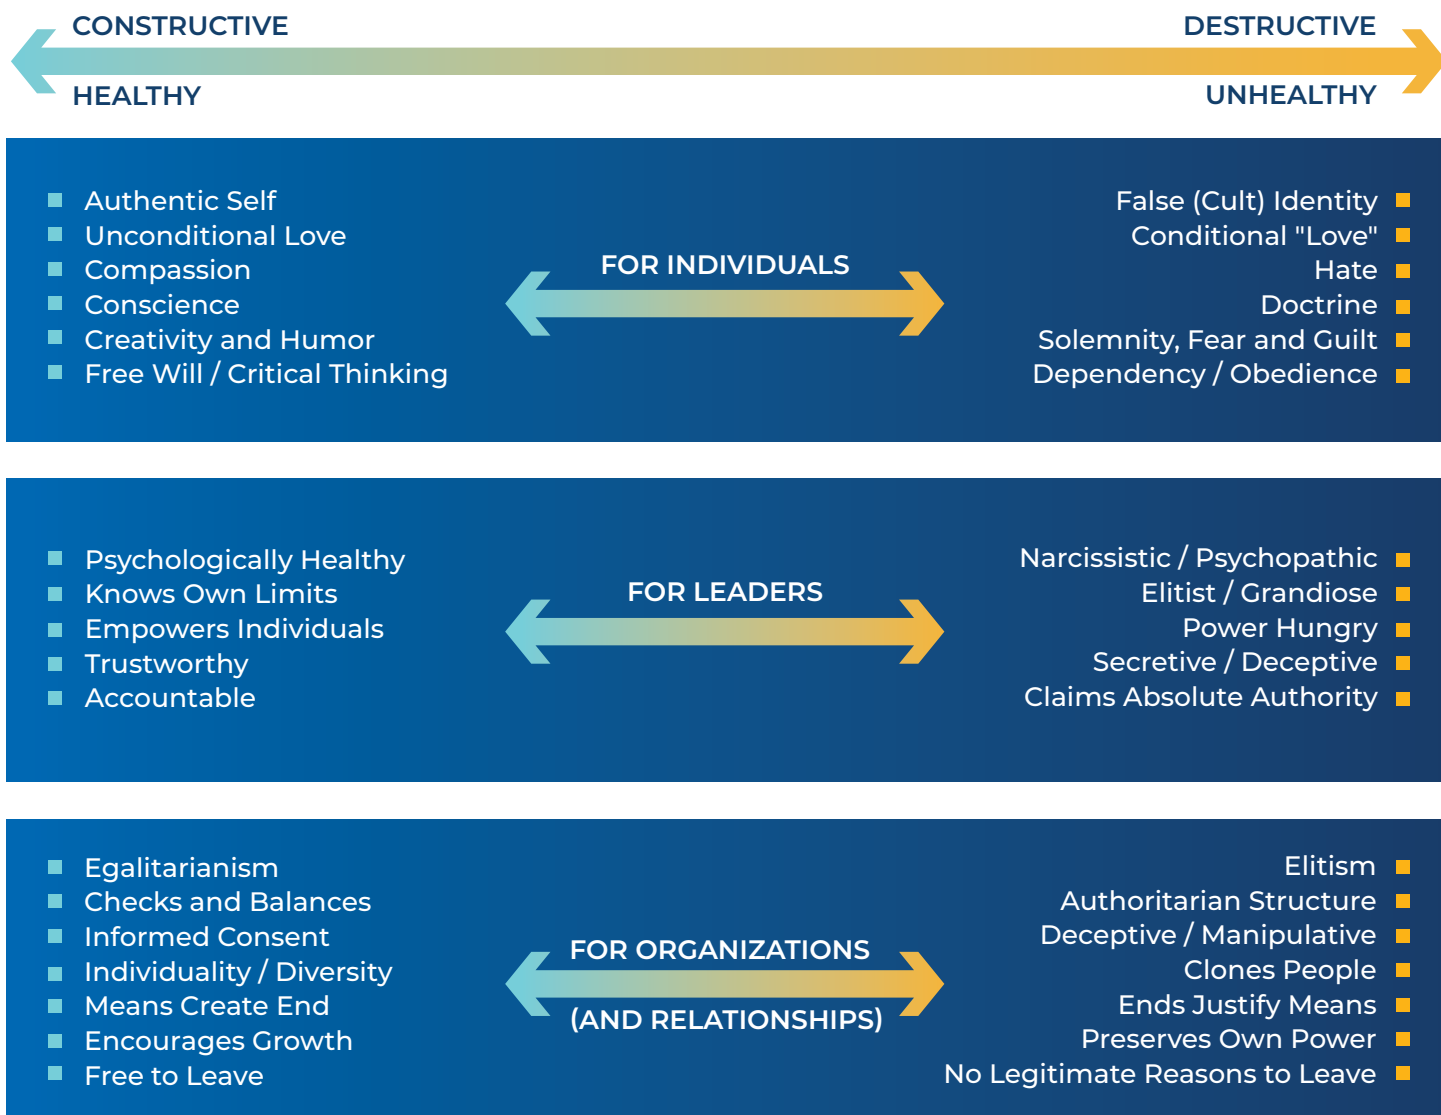 CONSTRUCTIVE
DESTRUCTIVE
HEALTHY
UNHEALTHY
Authentic Self
Unconditional Love
Compassion
Conscience
Creativity and Humor
Free Will / Critical Thinking
FOR INDIVIDUALS
False (Cult) Identity
Conditional "Love"
Hate
Doctrine
Solemnity, Fear and Guilt
Dependency / Obedience
Psychologically Healthy
Knows Own Limits
Empowers Individuals
Trustworthy
Accountable
FOR LEADERS
Narcissistic / Psychopathic
Elitist / Grandiose
Power Hungry
Secretive / Deceptive
Claims Absolute Authority
Egalitarianism
Checks and Balances
Informed Consent
Individuality / Diversity
Means Create End
Encourages Growth
Free to Leave
FOR ORGANIZATIONS
(AND RELATIONSHIPS)
Elitism
Authoritarian Structure
Deceptive / Manipulative
Clones People
Ends Justify Means
Preserves Own Power
No Legitimate Reasons to Leave